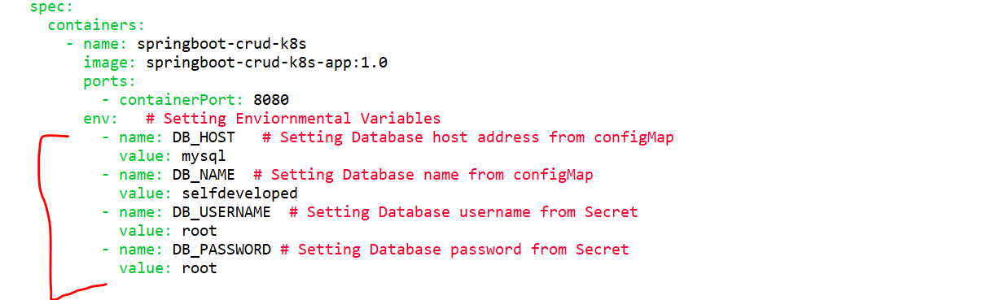 spec:
containers:
- name: springboot-crud-k8s
image: springboot-crud-k8s-app:1.0
ports:
- containerPort: 8080
env:   # Setting Enviornmental Variables
- name: DB_HOST   # Setting Database host address from configMap
value: mysql
- name: DB_NAME  # Setting Database name from configMap
value: selfdeveloped
- name: DB_USERNAME  # Setting Database username from Secret
value: root
- name: DB_PASSWORD # Setting Database password from Secret
value: root